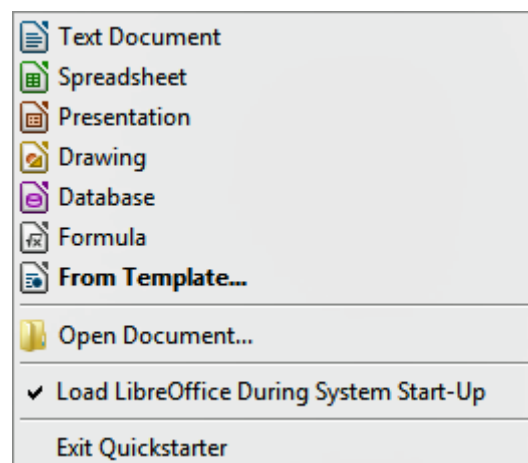 Text Document
Spreadsheet
Presentation
Drawing
Database
Formula
From Template...
Open Document...
Load LibreOffice During System Start-Up
Exit Quickstarter